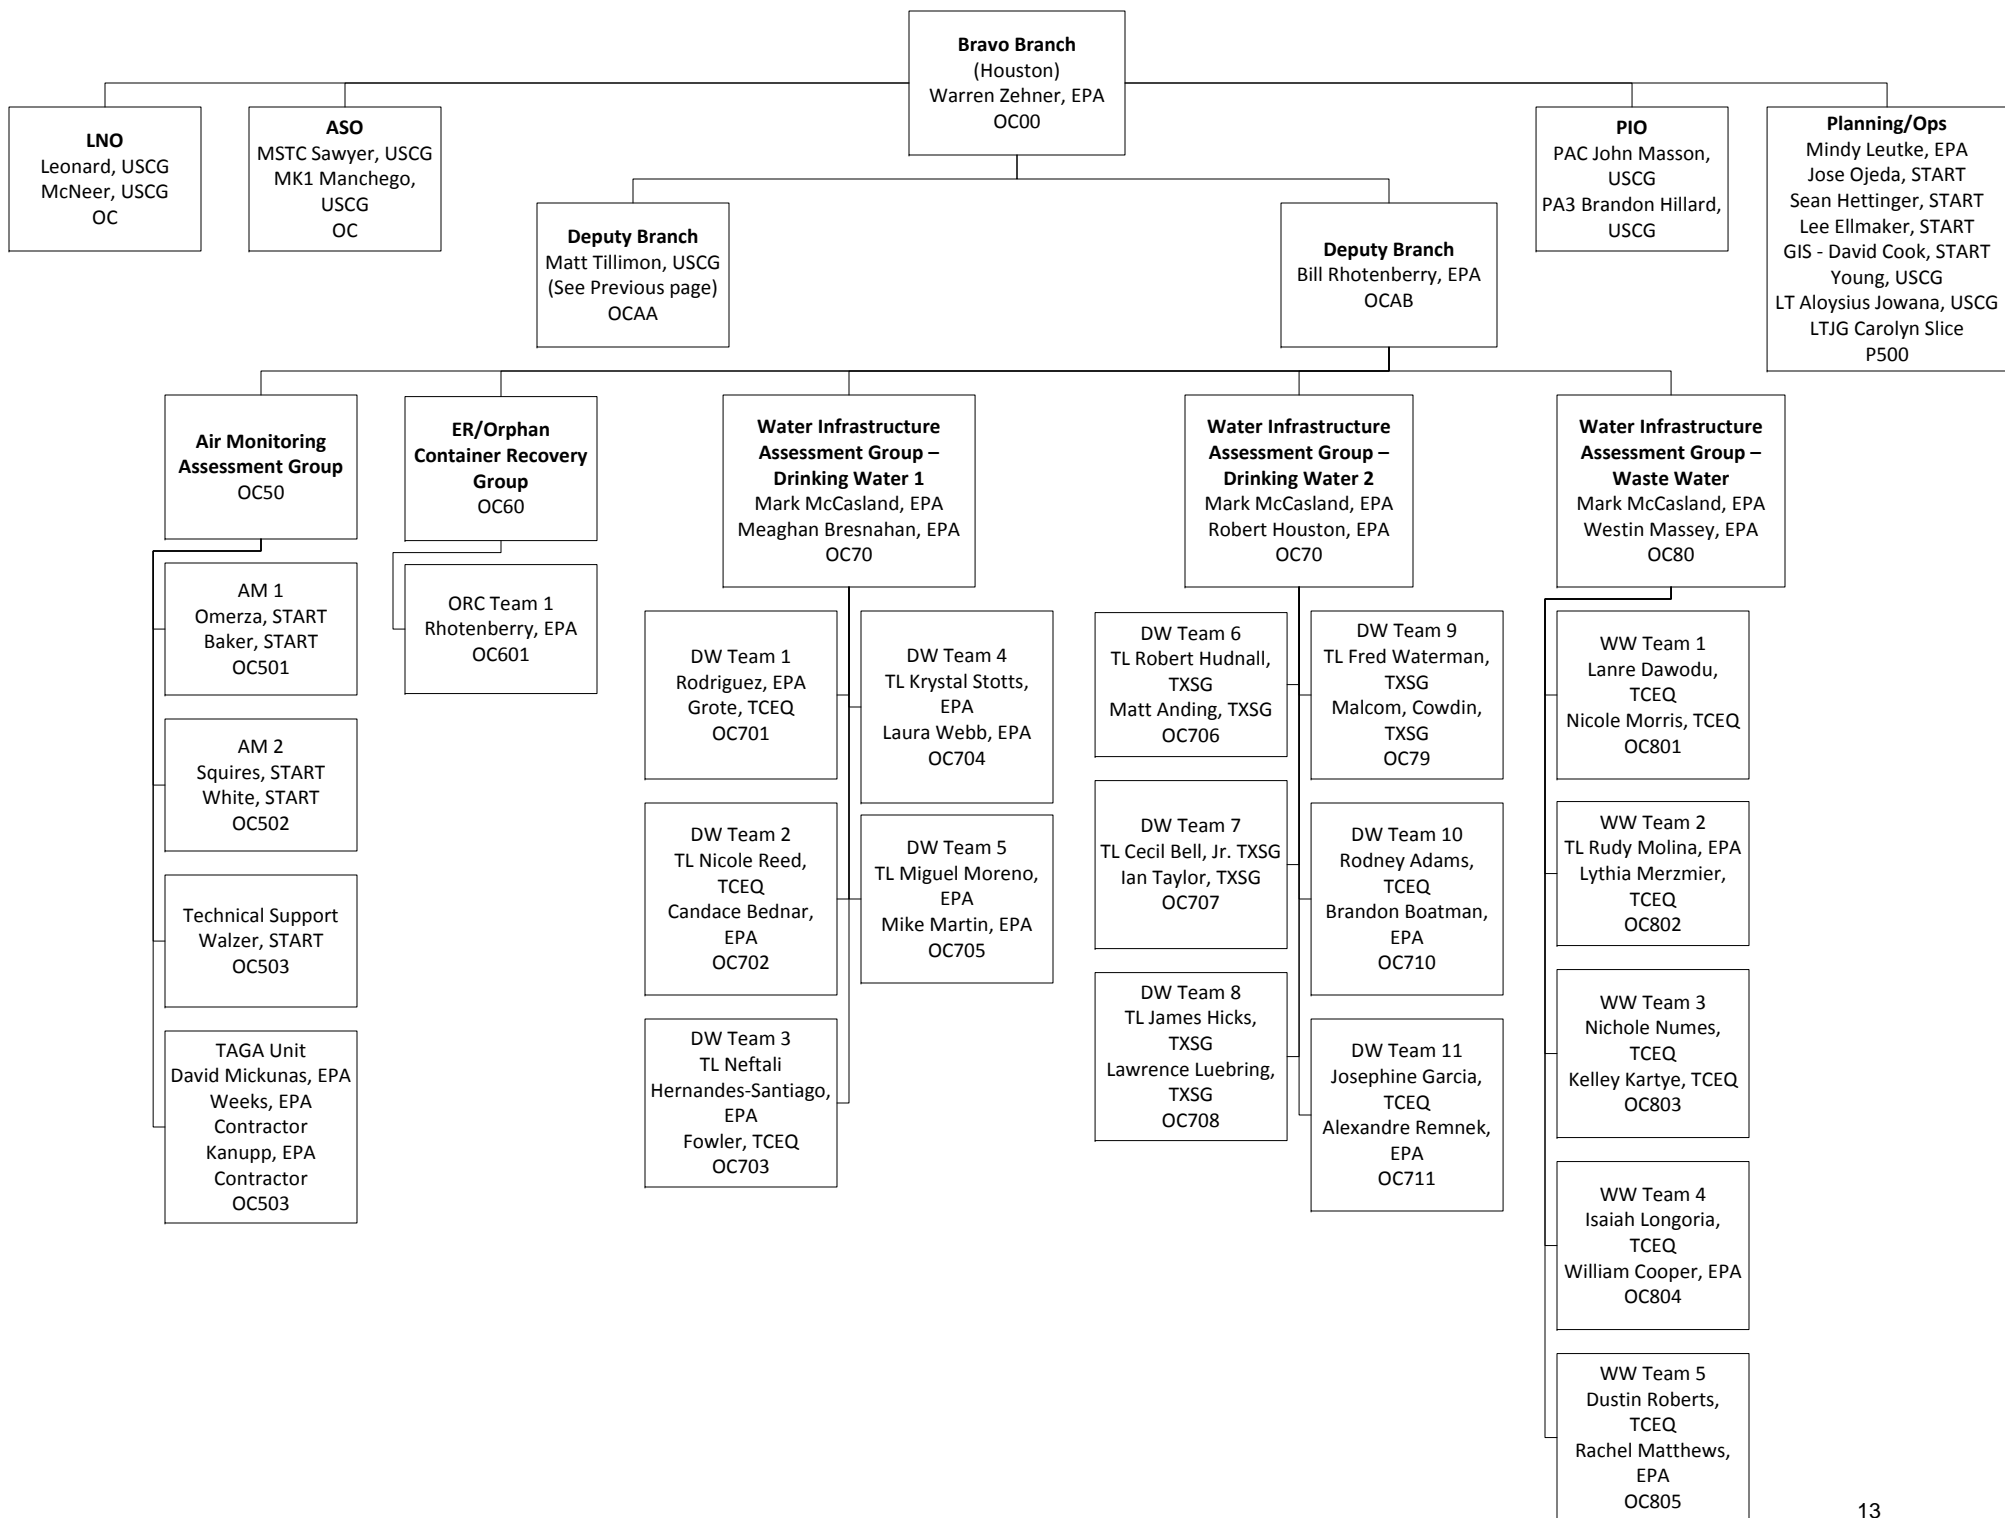 Bravo Branch
(Houston)
Warren Zehner, EPA
OC00
LNO
Leonard, USCG
McNeer, USCG
OC
ASO
MSTC Sawyer, USCG
MK1 Manchego,
USCG
OC
PIO
PAC John Masson,
USCG
PA3 Brandon Hillard,
USCG
Planning/Ops
Mindy Leutke, EPA
Jose Ojeda, START
Sean Hettinger, START
Lee Ellmaker, START
GIS - David Cook, START
Young, USCG
LT Aloysius Jowana, USCG
LTJG Carolyn Slice
P500
Deputy Branch
Matt Tillimon, USCG
(See Previous page)
OCAA
Deputy Branch
Bill Rhotenberry, EPA
OCAB
Air Monitoring
Assessment Group
OC50
ER/Orphan
Container Recovery
Group
OC60
Water Infrastructure
Assessment Group –
Drinking Water 1
Mark McCasland, EPA
Meaghan Bresnahan, EPA
OC70
Water Infrastructure
Assessment Group –
Drinking Water 2
Mark McCasland, EPA
Robert Houston, EPA
OC70
Water Infrastructure
Assessment Group –
Waste Water
Mark McCasland, EPA
Westin Massey, EPA
OC80
AM 1
Omerza, START
Baker, START
OC501
AM 2
Squires, START
White, START
OC502
Technical Support
Walzer, START
OC503
TAGA Unit
David Mickunas, EPA
Weeks, EPA
Contractor
Kanupp, EPA
Contractor
OC503
ORC Team 1
Rhotenberry, EPA
OC601
DW Team 1
Rodriguez, EPA
Grote, TCEQ
OC701
DW Team 2
TL Nicole Reed,
TCEQ
Candace Bednar,
EPA
OC702
DW Team 3
TL Neftali
Hernandes-Santiago,
EPA
Fowler, TCEQ
OC703
DW Team 4
TL Krystal Stotts,
EPA
Laura Webb, EPA
OC704
DW Team 5
TL Miguel Moreno,
EPA
Mike Martin, EPA
OC705
DW Team 6
TL Robert Hudnall,
TXSG
Matt Anding, TXSG
OC706
DW Team 7
TL Cecil Bell, Jr. TXSG
Ian Taylor, TXSG
OC707
DW Team 8
TL James Hicks,
TXSG
Lawrence Luebring,
TXSG
OC708
DW Team 9
TL Fred Waterman,
TXSG
Malcom, Cowdin,
TXSG
OC79
DW Team 10
Rodney Adams,
TCEQ
Brandon Boatman,
EPA
OC710
DW Team 11
Josephine Garcia,
TCEQ
Alexandre Remnek,
EPA
OC711
WW Team 1
Lanre Dawodu,
TCEQ
Nicole Morris, TCEQ
OC801
WW Team 2
TL Rudy Molina, EPA
Lythia Merzmier,
TCEQ
OC802
WW Team 3
Nichole Numes,
TCEQ
Kelley Kartye, TCEQ
OC803
WW Team 4
Isaiah Longoria,
TCEQ
William Cooper, EPA
OC804
WW Team 5
Dustin Roberts,
TCEQ
Rachel Matthews,
EPA
OC805
13